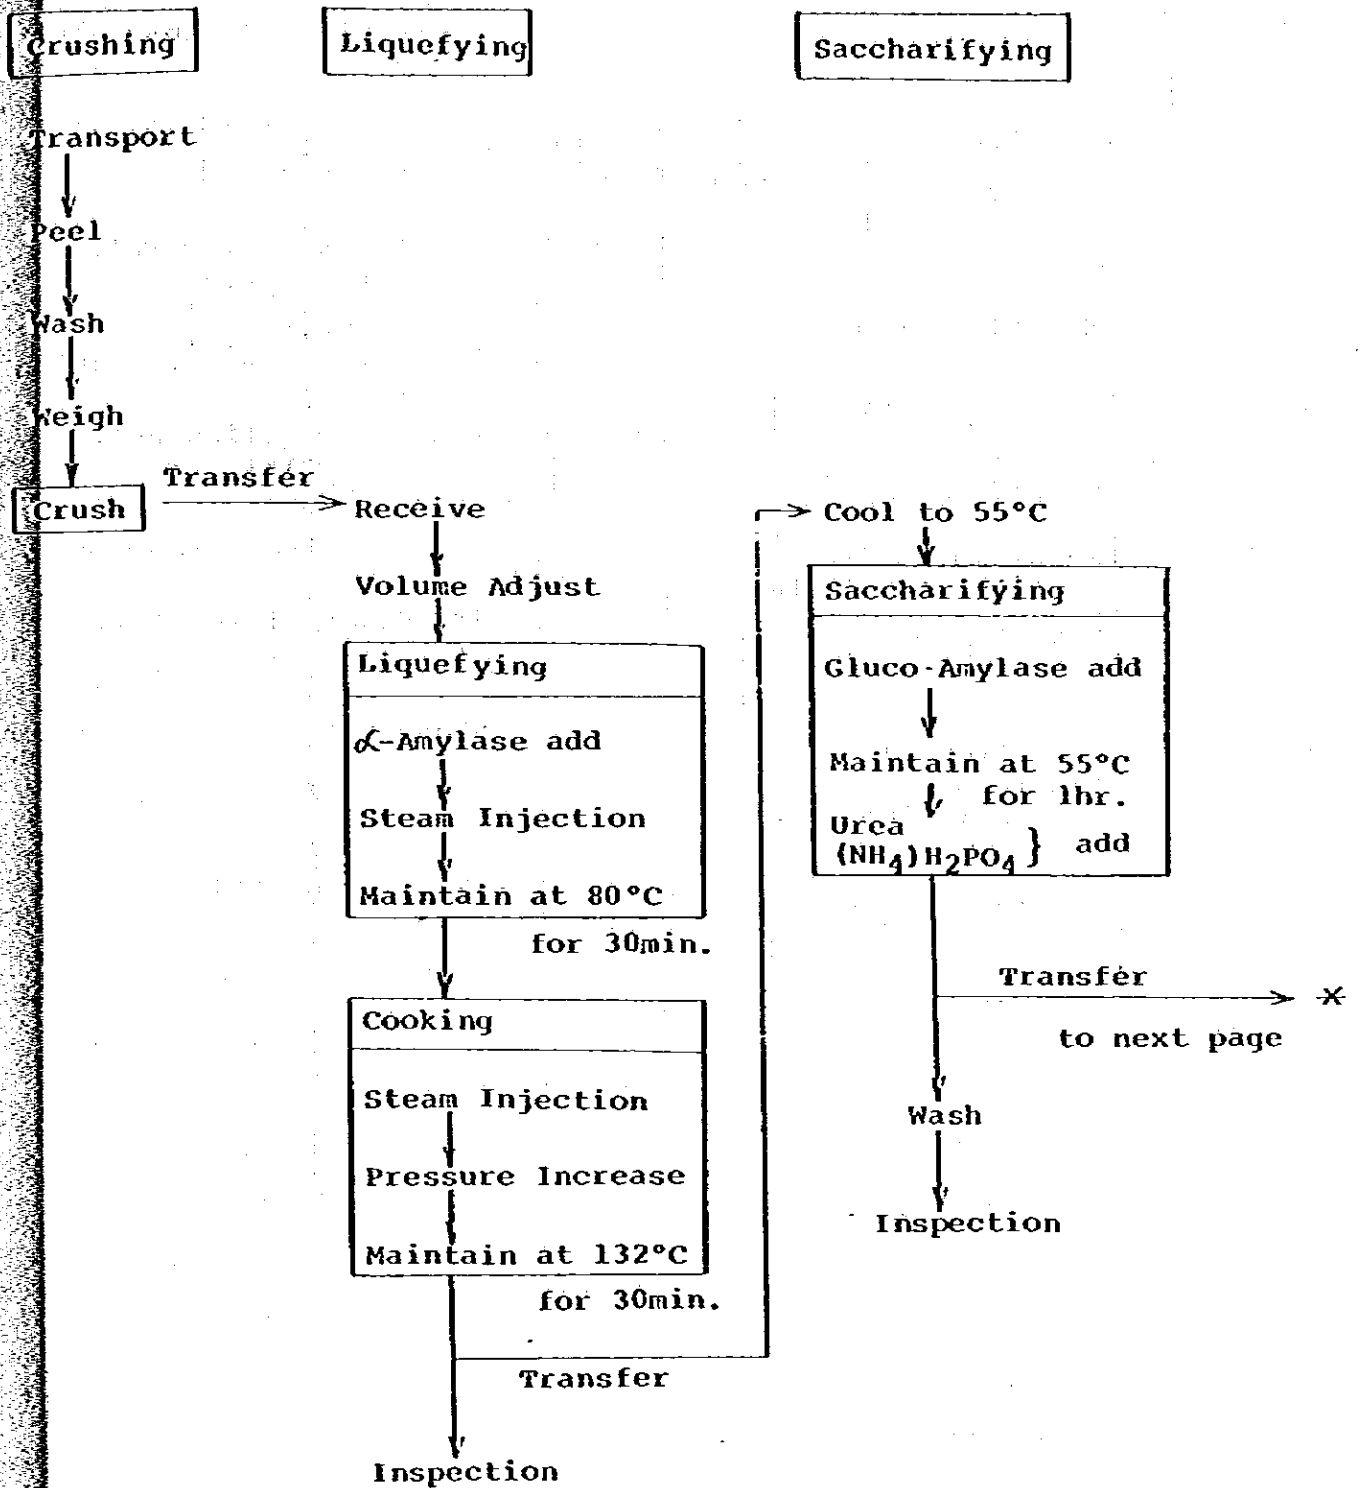 Crushing
Transport
Peel
Wash
Weigh
Crush
Transfer
Liquefying
Receive
Volume Adjust
Liquefying
α-Amylase add
Steam Injection
Maintain at 80°C
for 30min.
Cooking
Steam Injection
Pressure Increase
Maintain at 132°C
for 30min.
Transfer
Inspection
Saccharifying
Cool to 55°C
Saccharifying
Gluco-Amylase add
Maintain at 55°C
for 1hr.
Urea
(NH4)H2PO4 } add
Transfer
to next page
Wash
Inspection